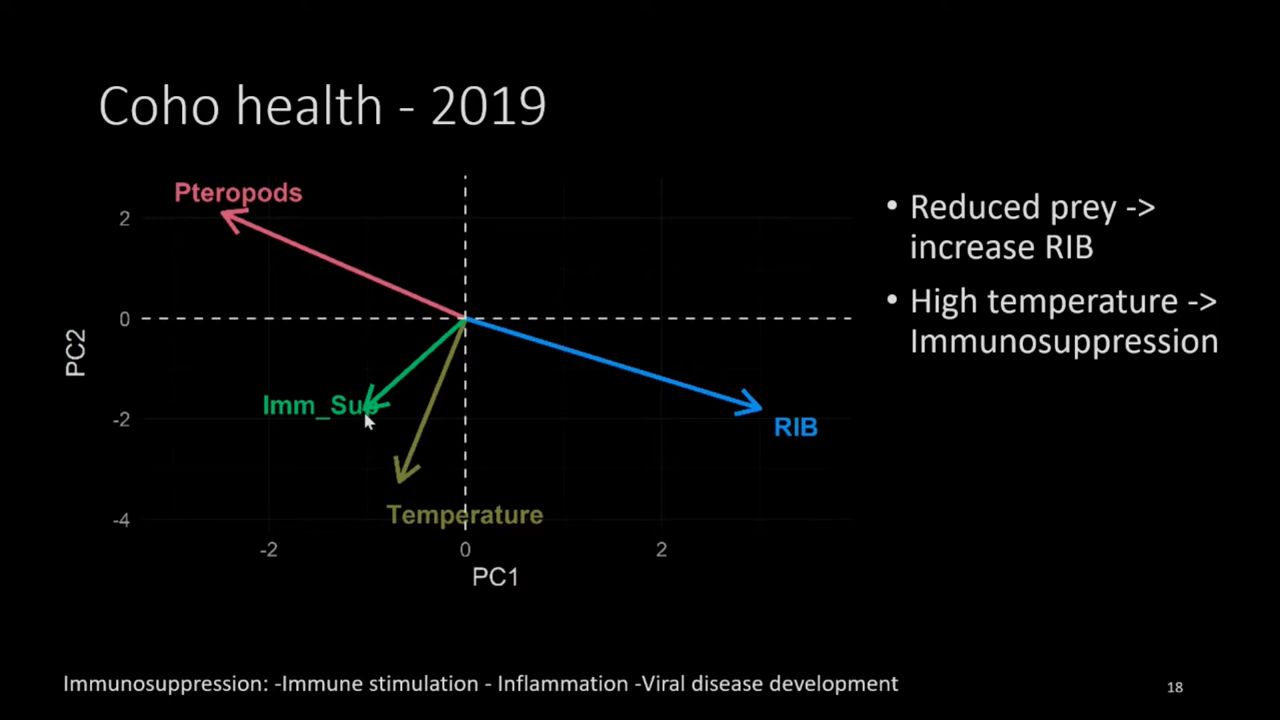 Coho health - 2019
Pteropods
Imm_Su
Temperature
RIB
2
0
-2
-4
PC2
-2
0
2
PC1
• Reduced prey ->
increase RIB
• High temperature ->
Immunosuppression
Immunosuppression: -Immune stimulation - Inflammation -Viral disease development
18